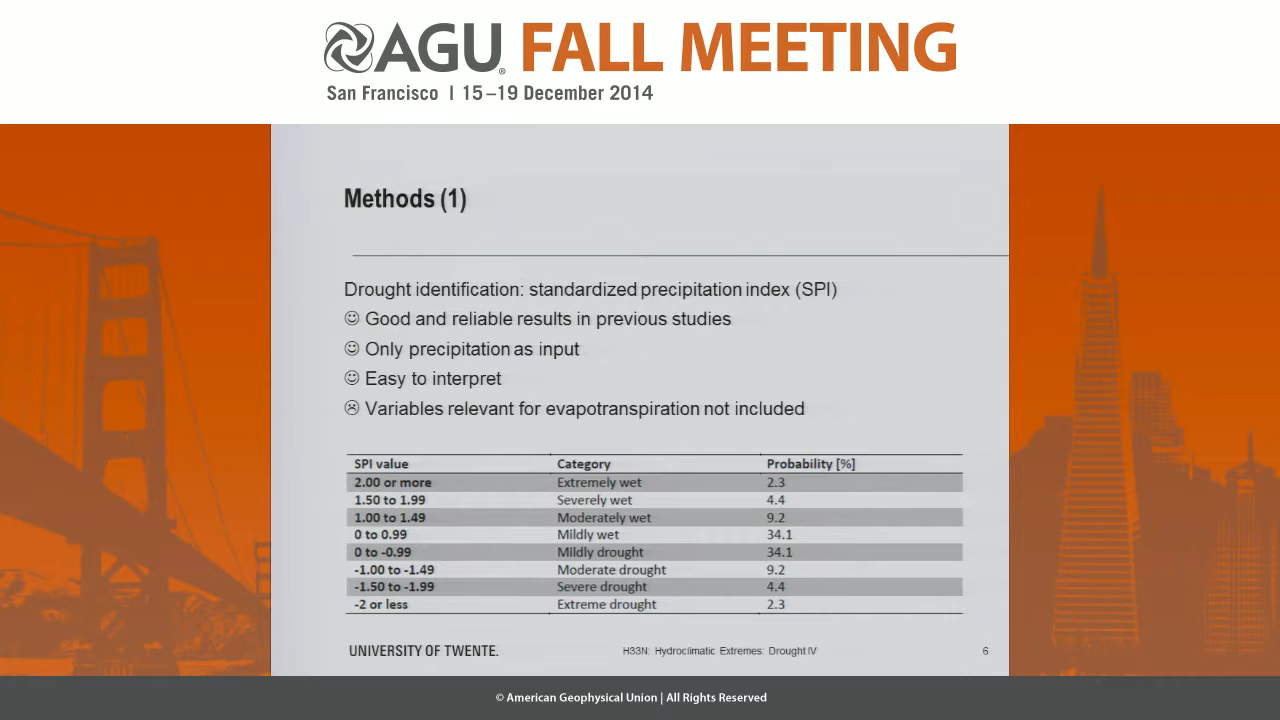 AGU FALL MEETING
San Francisco | 15–19 December 2014
Methods (1)
Drought identification: standardized precipitation index (SPI)
☺ Good and reliable results in previous studies
☺ Only precipitation as input
☺ Easy to interpret
☹ Variables relevant for evapotranspiration not included
SPI value Category Probability [%]
2.00 or more Extremely wet 2.3
1.50 to 1.99 Severely wet 4.4
1.00 to 1.49 Moderately wet 9.2
0 to 0.99 Mildly wet 34.1
0 to -0.99 Mildly drought 34.1
-1.00 to -1.49 Moderate drought 9.2
-1.50 to -1.99 Severe drought 4.4
-2 or less Extreme drought 2.3
UNIVERSITY OF TWENTE. H33N: Hydroclimatic Extremes: Drought IV 6
© American Geophysical Union | All Rights Reserved